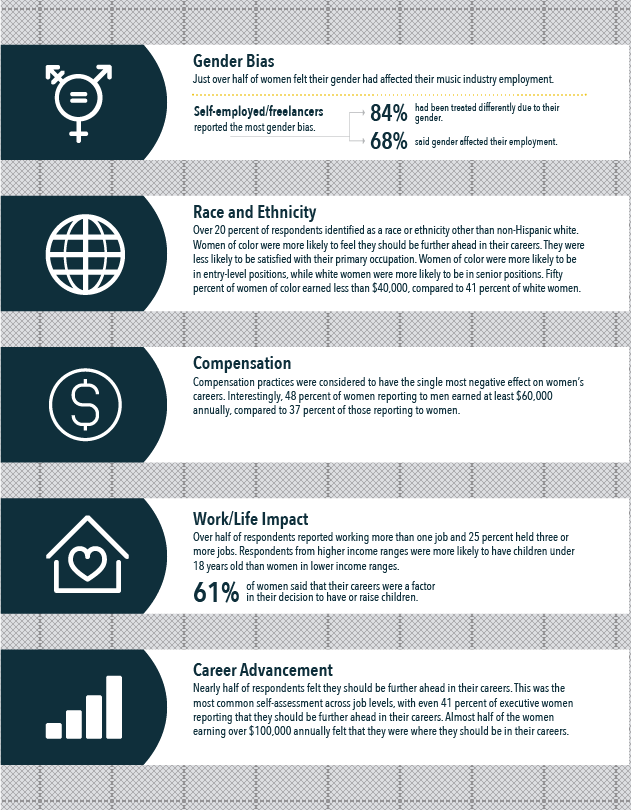 Gender Bias
Just over half of women felt their gender had affected their music industry employment.
Self-employed/freelancers
reported the most gender bias.
84% had been treated differently due to their
gender.
68% said gender affected their employment.
Race and Ethnicity
Over 20 percent of respondents identified as a race or ethnicity other than non-Hispanic white.
Women of color were more likely to feel they should be further ahead in their careers. They were
less likely to be satisfied with their primary occupation. Women of color were more likely to be
in entry-level positions, while white women were more likely to be in senior positions. Fifty
percent of women of color earned less than $40,000, compared to 41 percent of white women.
$
Compensation
Compensation practices were considered to have the single most negative effect on women's
careers. Interestingly, 48 percent of women reporting to men earned at least $60,000
annually, compared to 37 percent of those reporting to women.
Work/Life Impact
Over half of respondents reported working more than one job and 25 percent held three or
more jobs. Respondents from higher income ranges were more likely to have children under
18 years old than women in lower income ranges.
61% of women said that their careers were a factor
in their decision to have or raise children.
Career Advancement
Nearly half of respondents felt they should be further ahead in their careers. This was the
most common self-assessment across job levels, with even 41 percent of executive women
reporting that they should be further ahead in their careers. Almost half of the women
earning over $100,000 annually felt that they were where they should be in their careers.